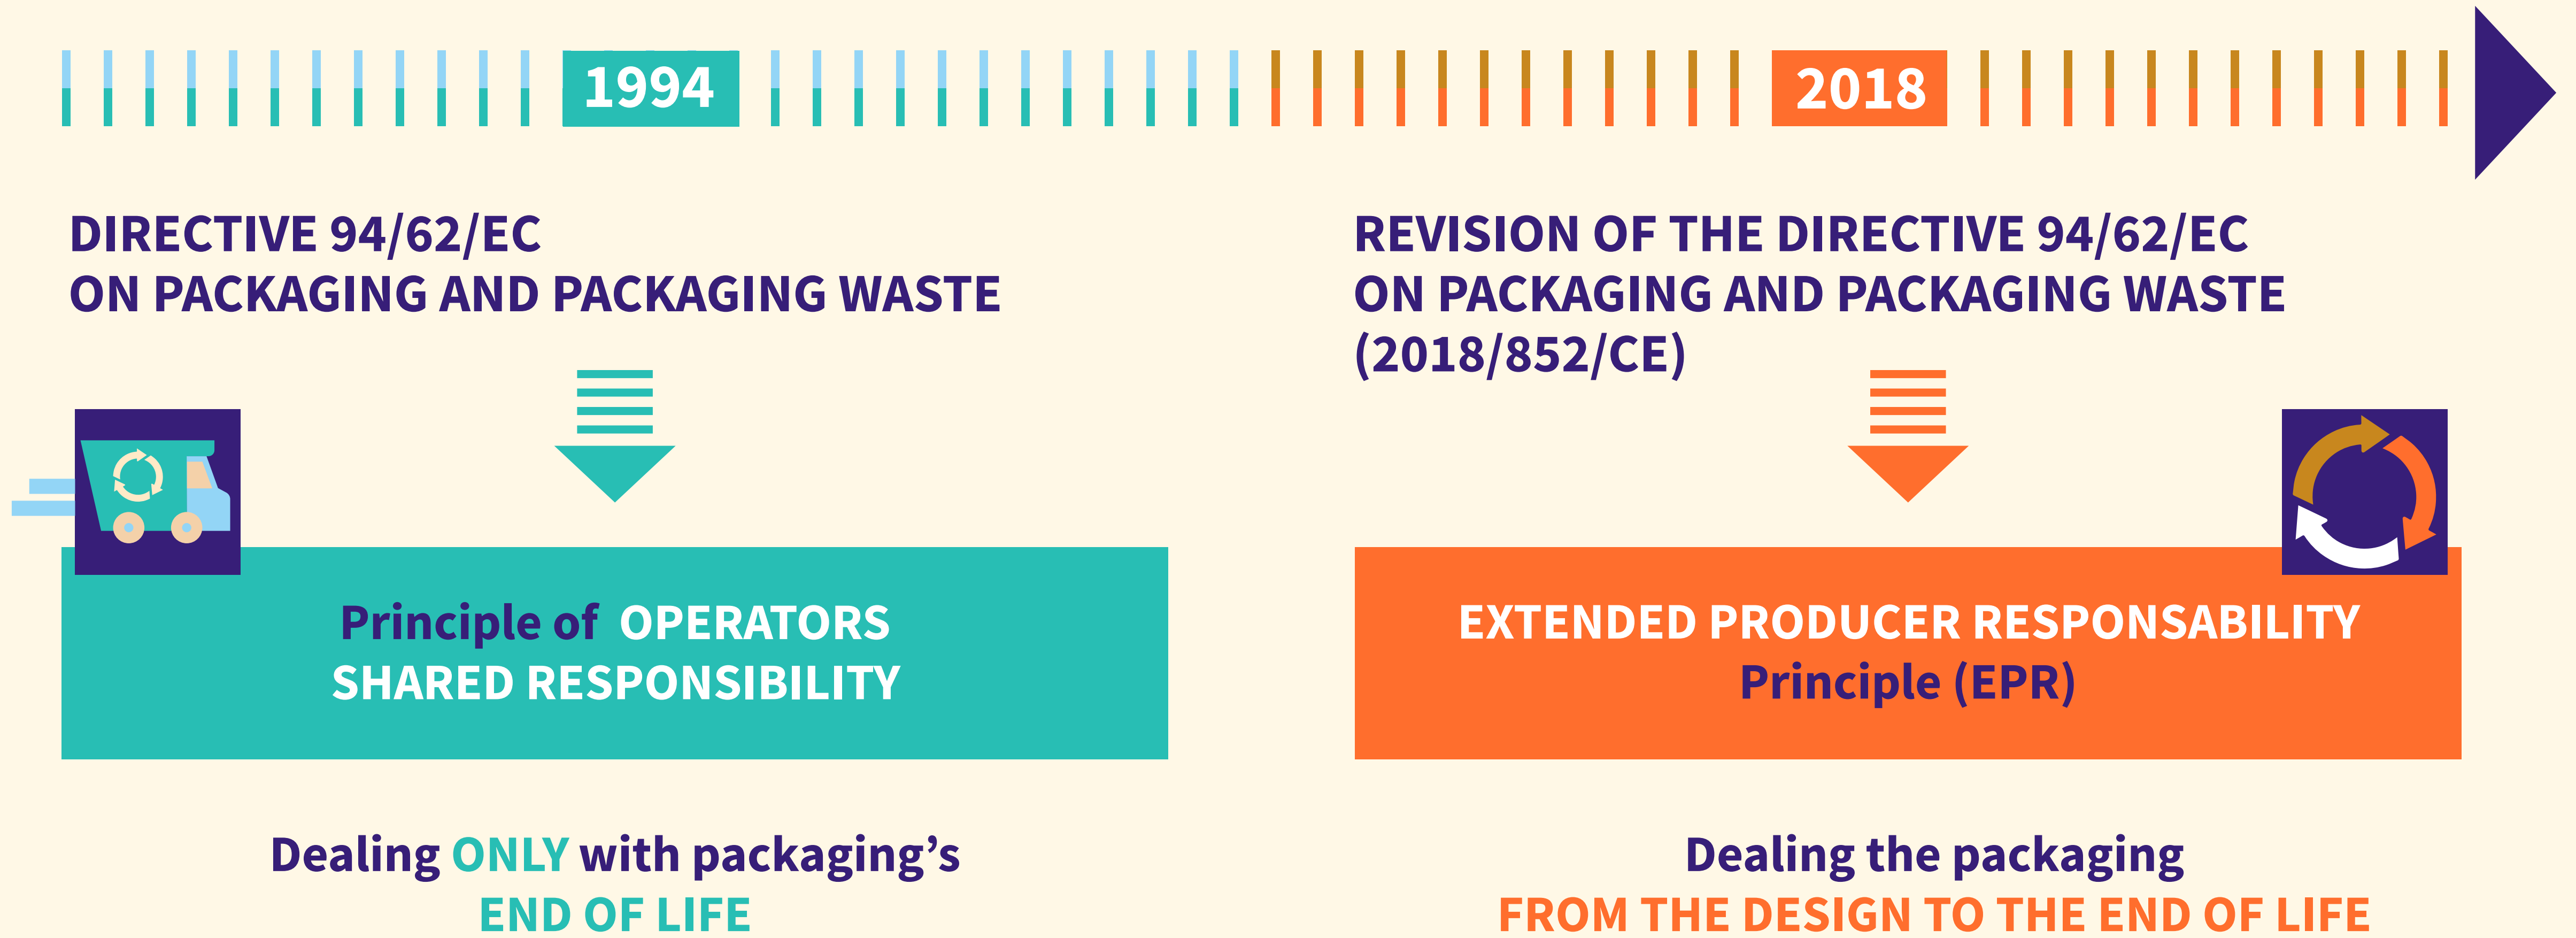 1994
DIRECTIVE 94/62/EC
ON PACKAGING AND PACKAGING WASTE
Principle of OPERATORS
SHARED RESPONSIBILITY
Dealing ONLY with packaging’s
END OF LIFE
2018
REVISION OF THE DIRECTIVE 94/62/EC
ON PACKAGING AND PACKAGING WASTE
(2018/852/CE)
EXTENDED PRODUCER RESPONSABILITY
Principle (EPR)
Dealing the packaging
FROM THE DESIGN TO THE END OF LIFE